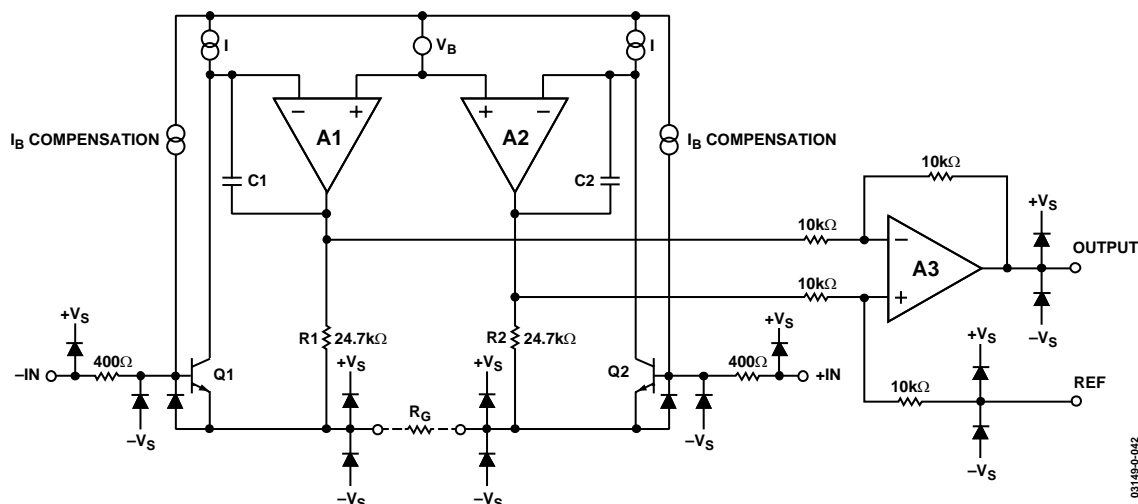 I
V_B
I
− +
+ −
A1
A2
I_B COMPENSATION
I_B COMPENSATION
C1
C2
10kΩ
+V_S
10kΩ
−
A3
OUTPUT
10kΩ
+
R1 24.7kΩ
R2 24.7kΩ
−V_S
+V_S
+V_S
400Ω
−IN
Q1
+V_S
+V_S
Q2
400Ω
+IN
+V_S
10kΩ
REF
R_G
−V_S
−V_S
−V_S
−V_S
−V_S
03149-0-042